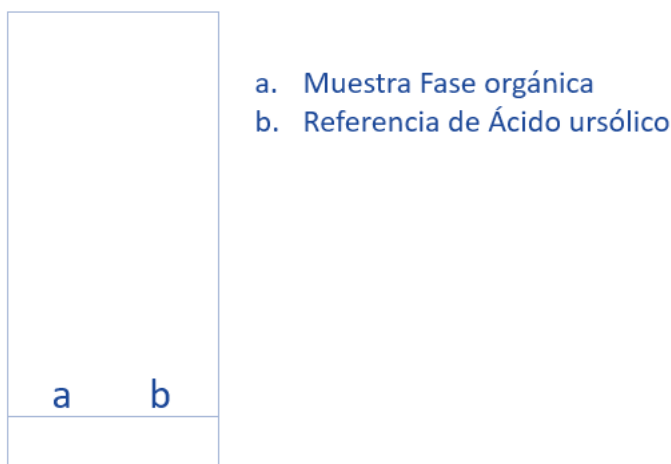 a. Muestra Fase orgánica
b. Referencia de Ácido ursólico
a b